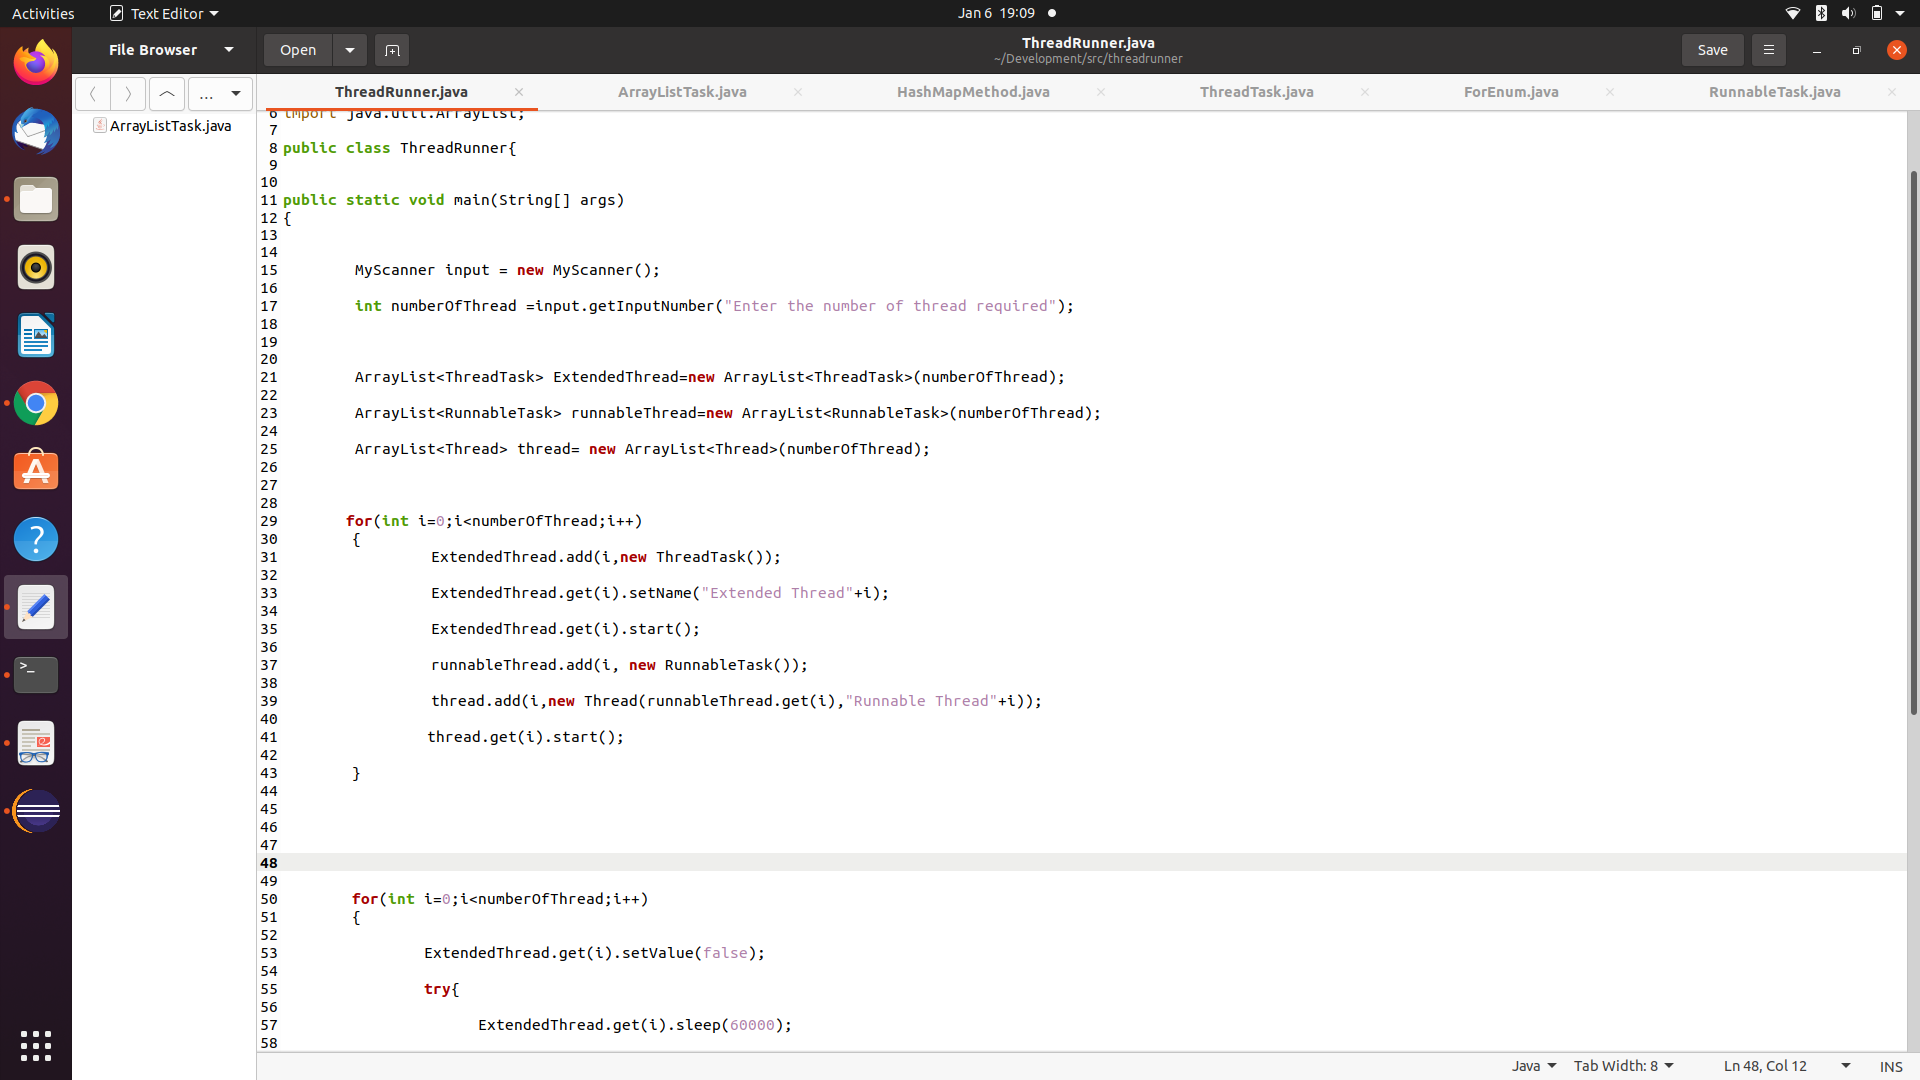 Activities Text Editor Jan 6 19:09
File Browser Open ThreadRunner.java Save
~/Development/src/threadrunner
... ThreadRunner.java ArrayListTask.java HashMapMethod.java ThreadTask.java ForEnum.java RunnableTask.java
ArrayListTask.java
6 import java.util.ArrayList;
7
8 public class ThreadRunner{
9
10
11 public static void main(String[] args)
12 {
13
14
15 MyScanner input = new MyScanner();
16
17 int numberOfThread =input.getInputNumber("Enter the number of thread required");
18
19
20
21 ArrayList<ThreadTask> ExtendedThread=new ArrayList<ThreadTask>(numberOfThread);
22
23 ArrayList<RunnableTask> runnableThread=new ArrayList<RunnableTask>(numberOfThread);
24
25 ArrayList<Thread> thread= new ArrayList<Thread>(numberOfThread);
26
27
28
29 for(int i=0;i<numberOfThread;i++)
30 {
31 ExtendedThread.add(i,new ThreadTask());
32
33 ExtendedThread.get(i).setName("Extended Thread"+i);
34
35 ExtendedThread.get(i).start();
36
37 runnableThread.add(i, new RunnableTask());
38
39 thread.add(i,new Thread(runnableThread.get(i),"Runnable Thread"+i));
40
41 thread.get(i).start();
42
43 }
44
45
46
47
48
49
50 for(int i=0;i<numberOfThread;i++)
51 {
52
53 ExtendedThread.get(i).setValue(false);
54
55 try{
56
57 ExtendedThread.get(i).sleep(60000);
58
Java Tab Width: 8 Ln 48, Col 12 INS